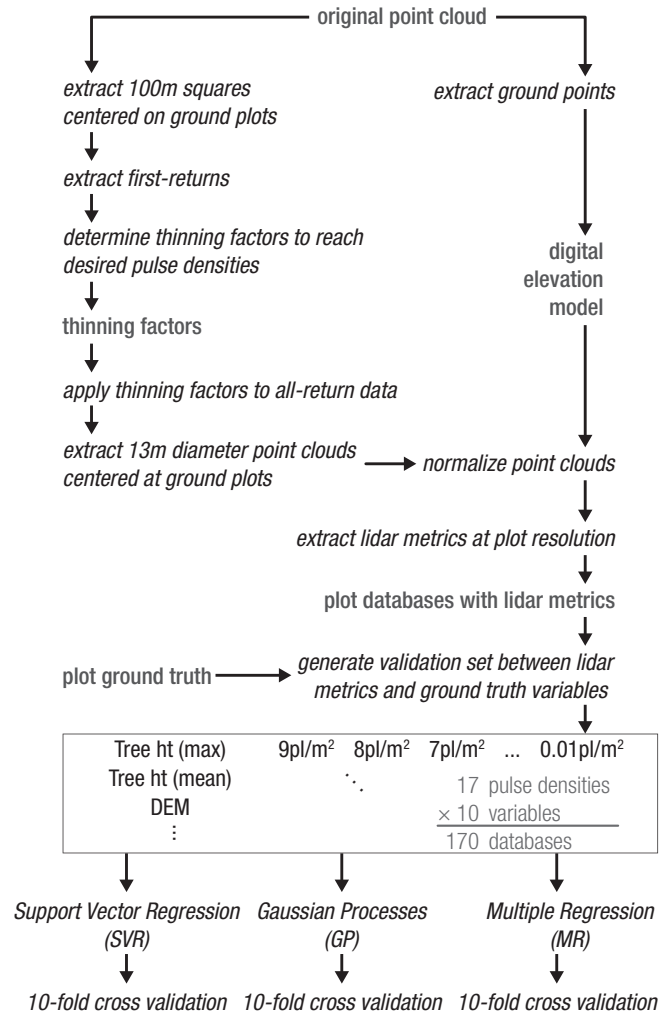 original point cloud
extract 100m squares
centered on ground plots
extract ground points
extract first-returns
determine thinning factors to reach
desired pulse densities
digital
elevation
model
thinning factors
apply thinning factors to all-return data
extract 13m diameter point clouds
centered at ground plots
normalize point clouds
extract lidar metrics at plot resolution
plot databases with lidar metrics
plot ground truth
generate validation set between lidar
metrics and ground truth variables
Tree ht (max) 9pl/m² 8pl/m² 7pl/m² ... 0.01pl/m²
Tree ht (mean) ⋱ 17 pulse densities
DEM × 10 variables
⋮ 170 databases
Support Vector Regression
(SVR)
Gaussian Processes
(GP)
Multiple Regression
(MR)
10-fold cross validation 10-fold cross validation 10-fold cross validation